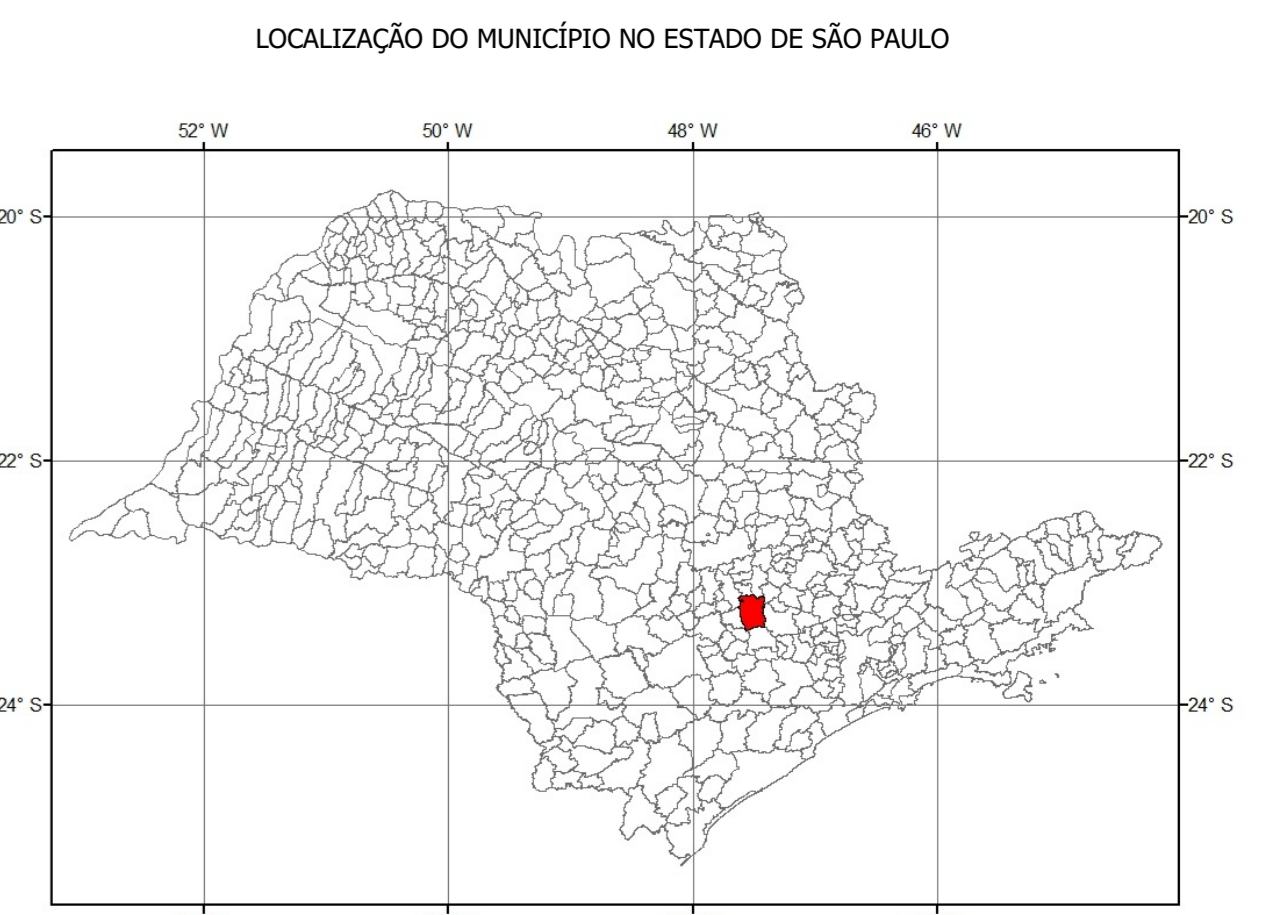 LOCALIZAÇÃO DO MUNICÍPIO NO ESTADO DE SÃO PAULO
52° W 50° W 48° W 46° W
20° S 20° S
22° S 22° S
24° S 24° S